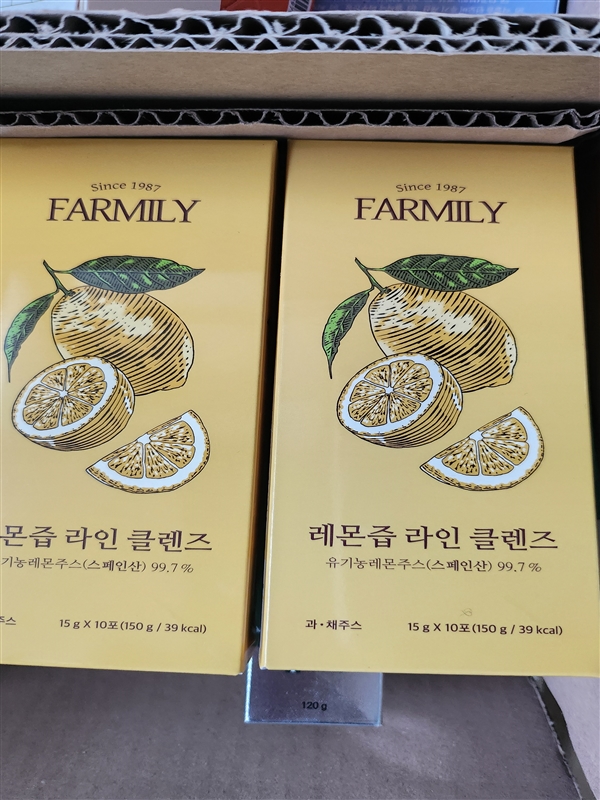 Since 1987
FARMILY
몬즙 라인 클렌즈
기농레몬주스(스페인산) 99.7 %
주스 15 g X 10포 (150 g / 39 kcal)
Since 1987
FARMILY
레몬즙 라인 클렌즈
유기농레몬주스(스페인산) 99.7 %
과・채주스 15 g X 10포 (150 g / 39 kcal)
120 g